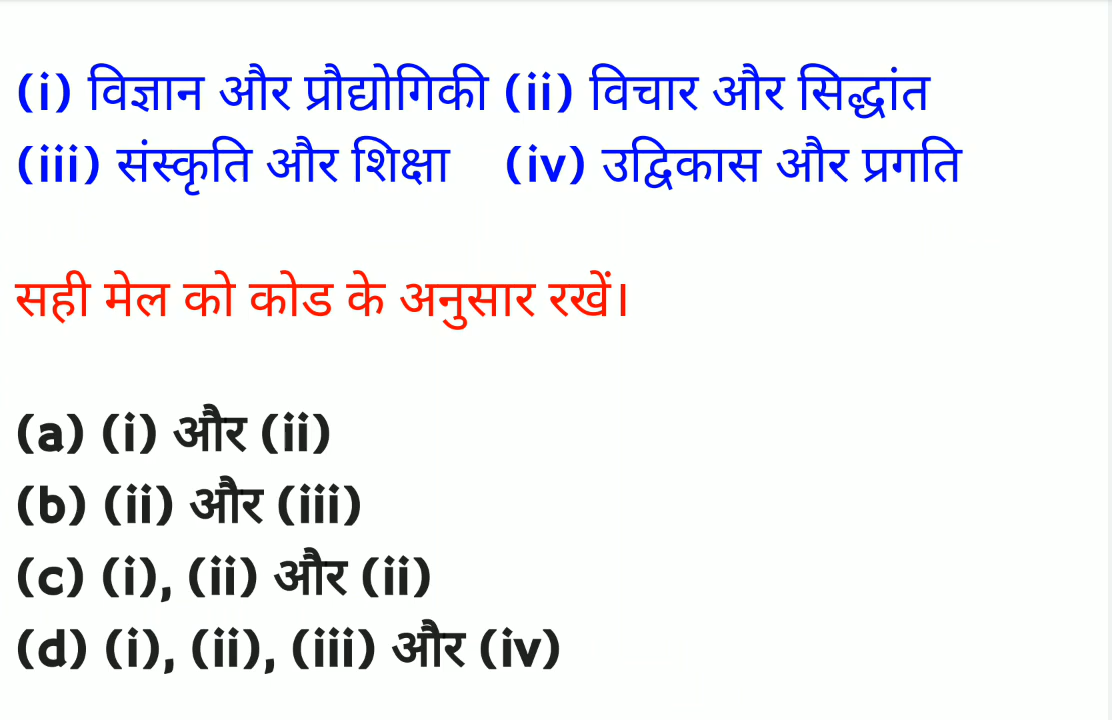 (i) विज्ञान और प्रौद्योगिकी (ii) विचार और सिद्धांत
(iii) संस्कृति और शिक्षा (iv) उद्विकास और प्रगति
सही मेल को कोड के अनुसार रखें।
(a) (i) और (ii)
(b) (ii) और (iii)
(c) (i), (ii) और (ii)
(d) (i), (ii), (iii) और (iv)